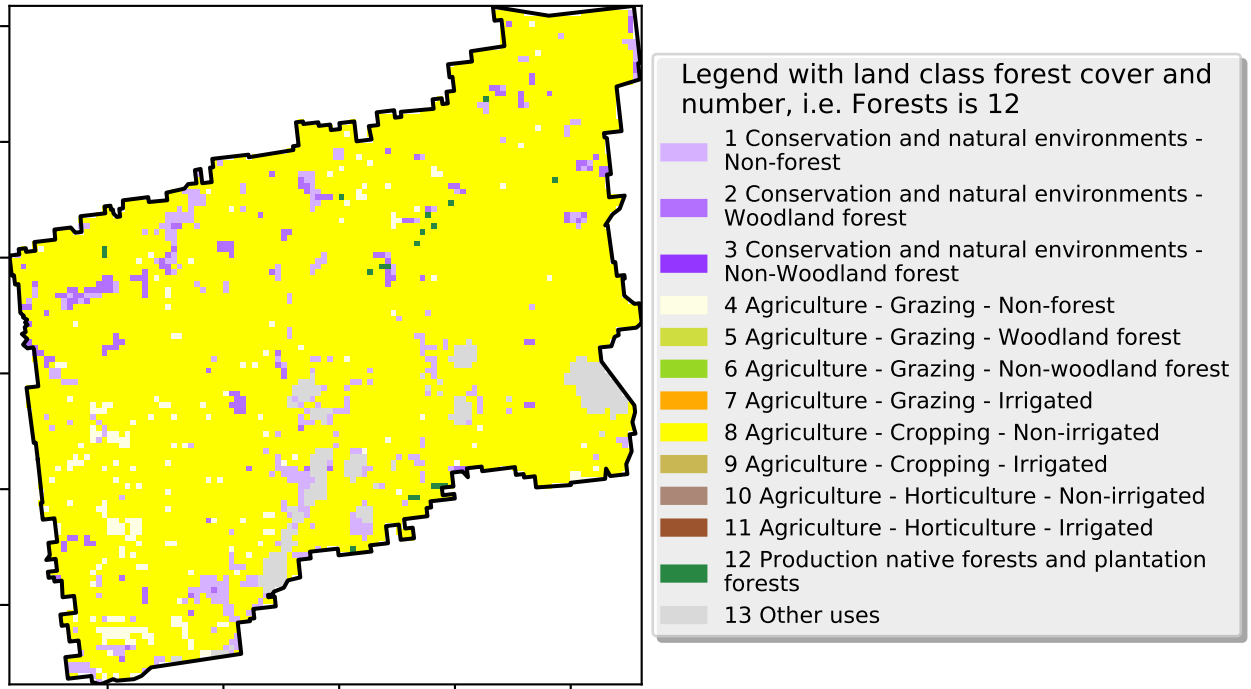 Legend with land class forest cover and
number, i.e. Forests is 12
1 Conservation and natural environments -
Non-forest
2 Conservation and natural environments -
Woodland forest
3 Conservation and natural environments -
Non-Woodland forest
4 Agriculture - Grazing - Non-forest
5 Agriculture - Grazing - Woodland forest
6 Agriculture - Grazing - Non-woodland forest
7 Agriculture - Grazing - Irrigated
8 Agriculture - Cropping - Non-irrigated
9 Agriculture - Cropping - Irrigated
10 Agriculture - Horticulture - Non-irrigated
11 Agriculture - Horticulture - Irrigated
12 Production native forests and plantation
forests
13 Other uses